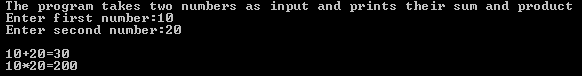 The program takes two numbers as input and prints their sum and product
Enter first number:10
Enter second number:20
10+20=30
10*20=200